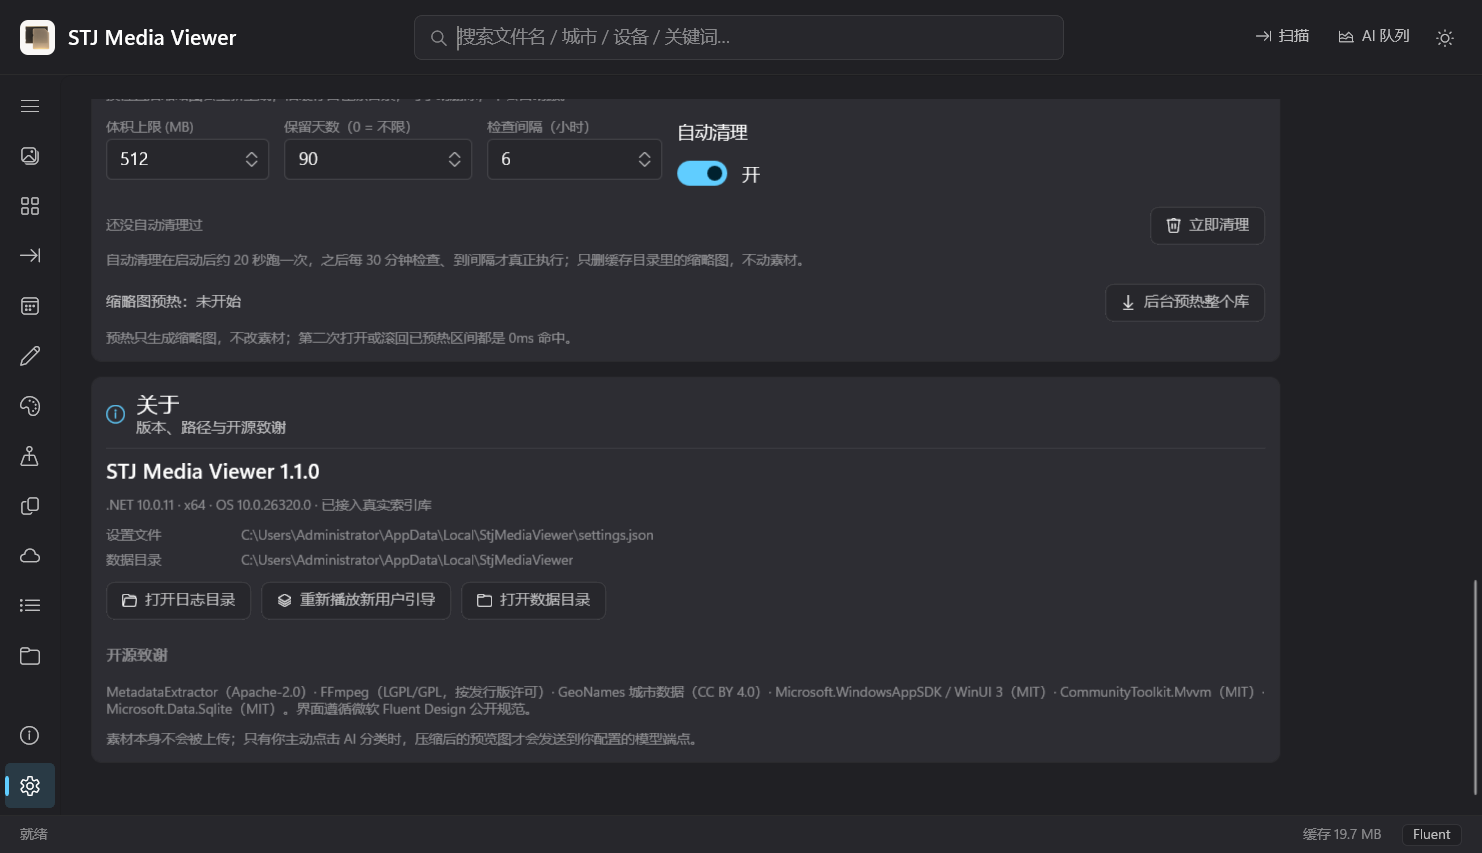 STJ Media Viewer
搜索文件名 / 城市 / 设备 / 关键词...
扫描
AI 队列
体积上限 (MB)
保留天数（0 = 不限）
检查间隔（小时）
自动清理
512
90
6
开
还没自动清理过
立即清理
自动清理在启动后约 20 秒跑一次，之后每 30 分钟检查、到间隔才真正执行；只删缓存目录里的缩略图，不动素材。
缩略图预热：未开始
后台预热整个库
预热只生成缩略图，不改素材；第二次打开或滚回已预热区间都是 0ms 命中。
关于
版本、路径与开源致谢
STJ Media Viewer 1.1.0
.NET 10.0.11 · x64 · OS 10.0.26320.0 · 已接入真实索引库
设置文件
C:\Users\Administrator\AppData\Local\StjMediaViewer\settings.json
数据目录
C:\Users\Administrator\AppData\Local\StjMediaViewer
打开日志目录
重新播放新用户引导
打开数据目录
开源致谢
MetadataExtractor（Apache-2.0）· FFmpeg（LGPL/GPL，按发行版许可）· GeoNames 城市数据（CC BY 4.0）· Microsoft.WindowsAppSDK / WinUI 3（MIT）· CommunityToolkit.Mvvm（MIT）·
Microsoft.Data.Sqlite（MIT）。界面遵循微软 Fluent Design 公开规范。
素材本身不会被上传；只有你主动点击 AI 分类时，压缩后的预览图才会发送到你配置的模型端点。
就绪
缓存 19.7 MB
Fluent